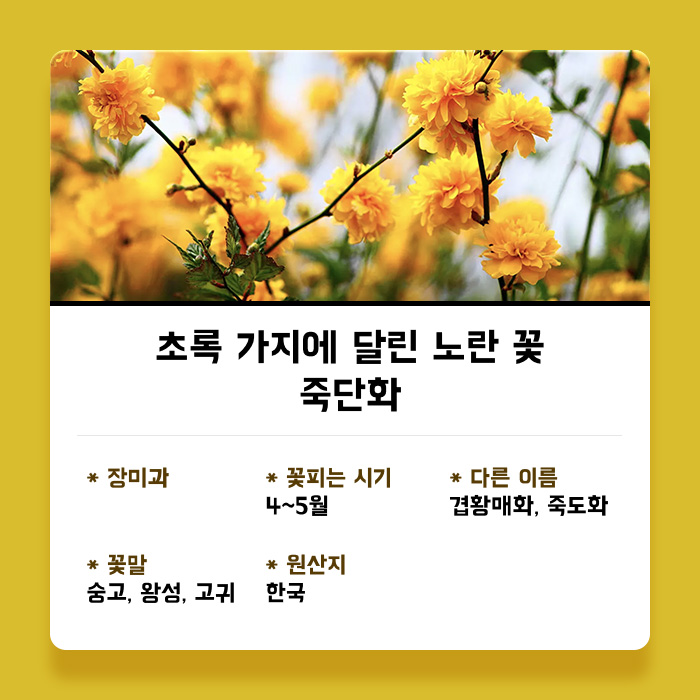 초록 가지에 달린 노란 꽃
죽단화
* 장미과
* 꽃피는 시기
4~5월
* 다른 이름
겹황매화, 죽도화
* 꽃말
숭고, 왕성, 고귀
* 원산지
한국